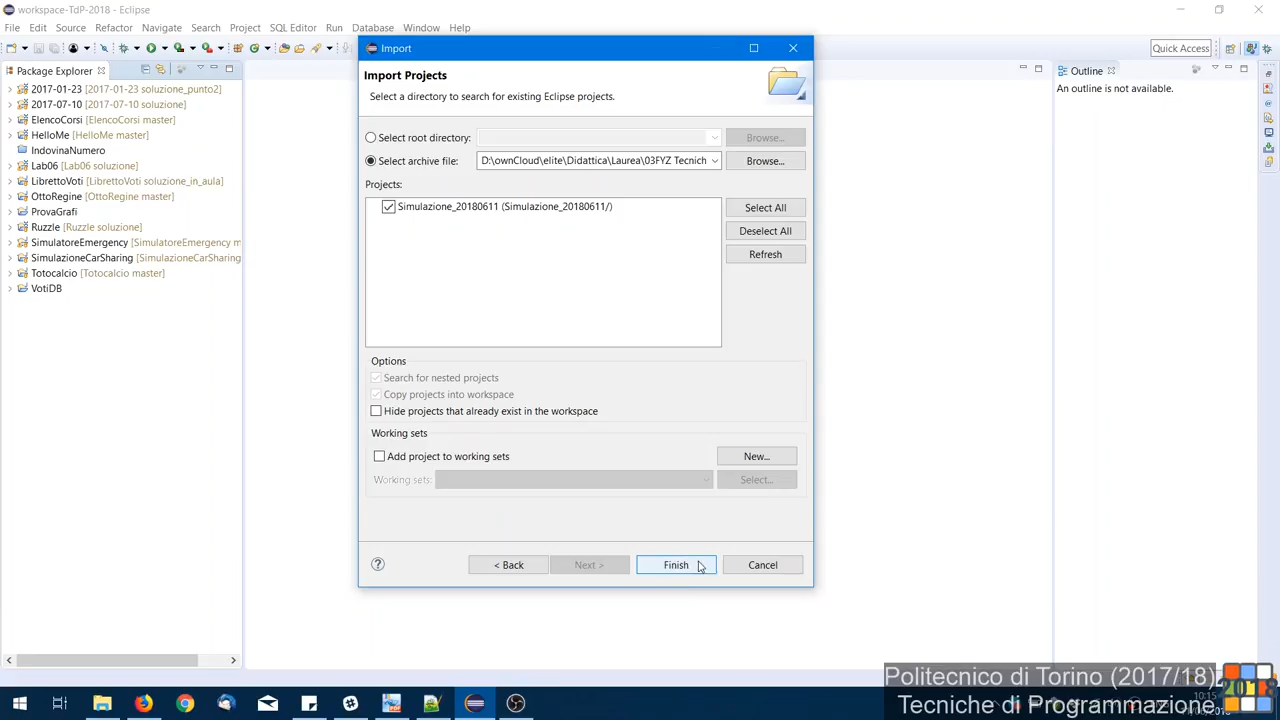 workspace-TdP-2018 - Eclipse
File Edit Source Refactor Navigate Search Project Run SQL Editor Run Database Window Help
Quick Access
Package Explorer
2017-01-23 [2017-01-23 soluzione_punto2]
2017-07-10 [2017-07-10 soluzione]
ElencoCorsi [ElencoCorsi master]
HelloMe [HelloMe master]
IndovinaNumero
Lab06 [Lab06 soluzione]
LibrettoVoti [LibrettoVoti soluzione_in_aula]
OttoRegine [OttoRegine master]
ProvaGrafi
Ruzzle [Ruzzle soluzione]
SimulatoreEmergency [SimulatoreEmergency m
SimulazioneCarSharing [SimulazioneCarSharing
Totocalcio [Totocalcio master]
VotiDB
Import
Import Projects
Select a directory to search for existing Eclipse projects.
Select root directory: Browse...
Select archive file: D:\ownCloud\elite\Didattica\Laurea\03FYZ Tecnich Browse...
Projects:
Simulazione_20180611 (Simulazione_20180611/)
Select All
Deselect All
Refresh
Options
Search for nested projects
Copy projects into workspace
Hide projects that already exist in the workspace
Working sets
Add project to working sets New...
Working sets: Select...
< Back Next > Finish Cancel
Outline
An outline is not available.
Politecnico di Torino (2017/18)
Tecniche di Programmazione
10:15
2018